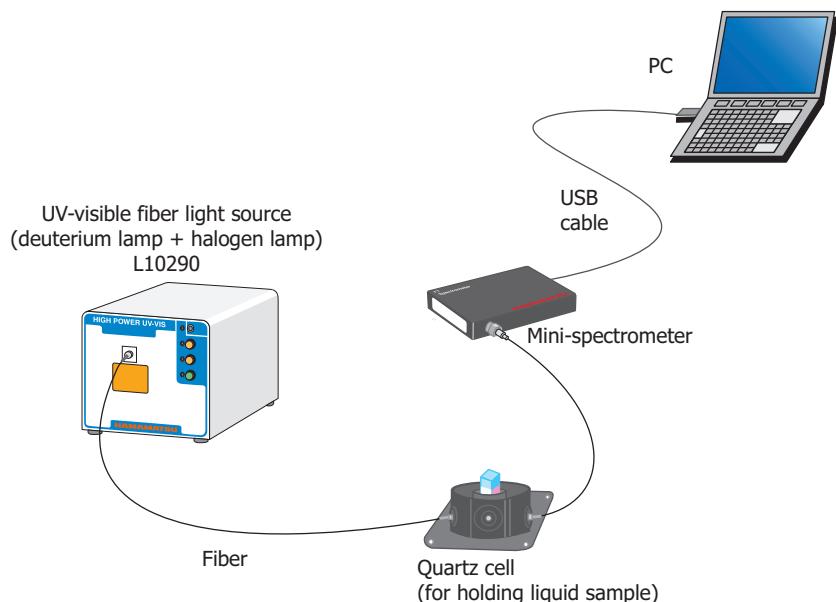 PC
USB
cable
UV-visible fiber light source
(deuterium lamp + halogen lamp)
L10290
HIGH POWER UV-VIS
HAMAMATSU
Mini-spectrometer
Fiber
Quartz cell
(for holding liquid sample)